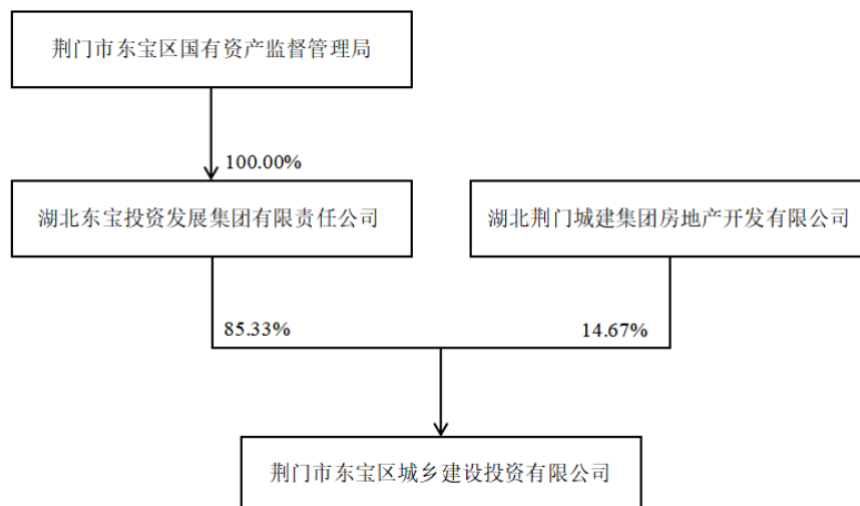 荆门市东宝区国有资产监督管理局
100.00%
湖北东宝投资发展集团有限责任公司
湖北荆门城建集团房地产开发有限公司
85.33%
14.67%
荆门市东宝区城乡建设投资有限公司